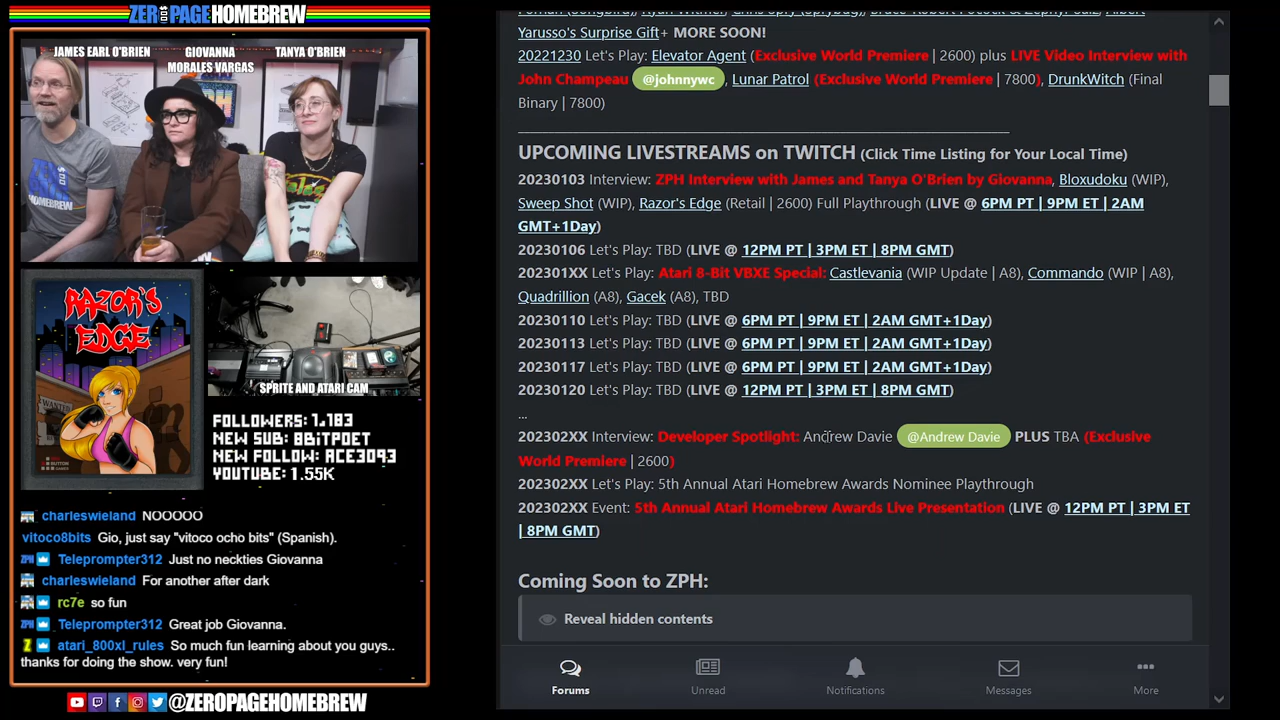 ZEROPAGEHOMEBREW
JAMES EARL O'BRIEN
GIOVANNA
MORALES VARGAS
TANYA O'BRIEN
HOMEBREW
RAZOR'S
EDGE
WANTED
SPRITE AND ATARI CAM
FOLLOWERS: 1,183
NEW SUB: 8BITPOET
NEW FOLLOW: ACE3093
YOUTUBE: 1.55K
charleswieland NOOOOO
vitoco8bits Gio, just say "vitoco ocho bits" (Spanish).
ZPH Teleprompter312 Just no neckties Giovanna
charleswieland For another after dark
rc7e so fun
ZPH Teleprompter312 Great job Giovanna.
Z atari_800xl_rules So much fun learning about you guys..
thanks for doing the show. very fun!
@ZEROPAGEHOMEBREW
Yarusso's Surprise Gift+ MORE SOON!
20221230 Let's Play: Elevator Agent (Exclusive World Premiere | 2600) plus LIVE Video Interview with
John Champeau @johnnywc, Lunar Patrol (Exclusive World Premiere | 7800), DrunkWitch (Final
Binary | 7800)
UPCOMING LIVESTREAMS on TWITCH (Click Time Listing for Your Local Time)
20230103 Interview: ZPH Interview with James and Tanya O'Brien by Giovanna, Bloxudoku (WIP),
Sweep Shot (WIP), Razor's Edge (Retail | 2600) Full Playthrough (LIVE @ 6PM PT | 9PM ET | 2AM
GMT+1Day)
20230106 Let's Play: TBD (LIVE @ 12PM PT | 3PM ET | 8PM GMT)
202301XX Let's Play: Atari 8-Bit VBXE Special: Castlevania (WIP Update | A8), Commando (WIP | A8),
Quadrillion (A8), Gacek (A8), TBD
20230110 Let's Play: TBD (LIVE @ 6PM PT | 9PM ET | 2AM GMT+1Day)
20230113 Let's Play: TBD (LIVE @ 6PM PT | 9PM ET | 2AM GMT+1Day)
20230117 Let's Play: TBD (LIVE @ 6PM PT | 9PM ET | 2AM GMT+1Day)
20230120 Let's Play: TBD (LIVE @ 12PM PT | 3PM ET | 8PM GMT)
...
202302XX Interview: Developer Spotlight: Andrew Davie @Andrew Davie PLUS TBA (Exclusive
World Premiere | 2600)
202302XX Let's Play: 5th Annual Atari Homebrew Awards Nominee Playthrough
202302XX Event: 5th Annual Atari Homebrew Awards Live Presentation (LIVE @ 12PM PT | 3PM ET
| 8PM GMT)
Coming Soon to ZPH:
Reveal hidden contents
Forums
Unread
Notifications
Messages
More